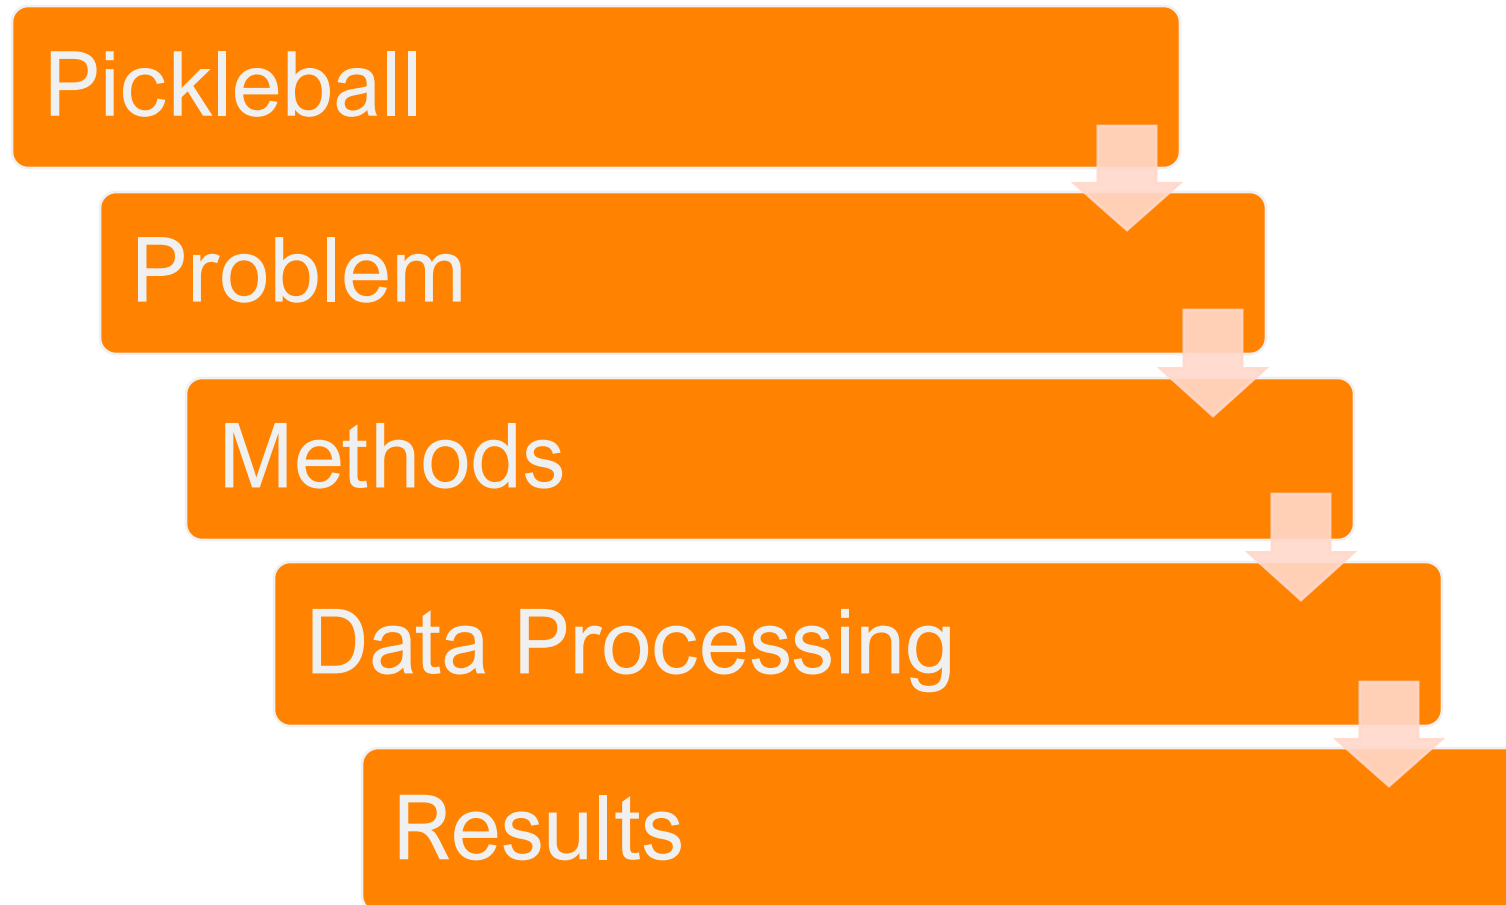 Pickleball
Problem
Methods
Data Processing
Results